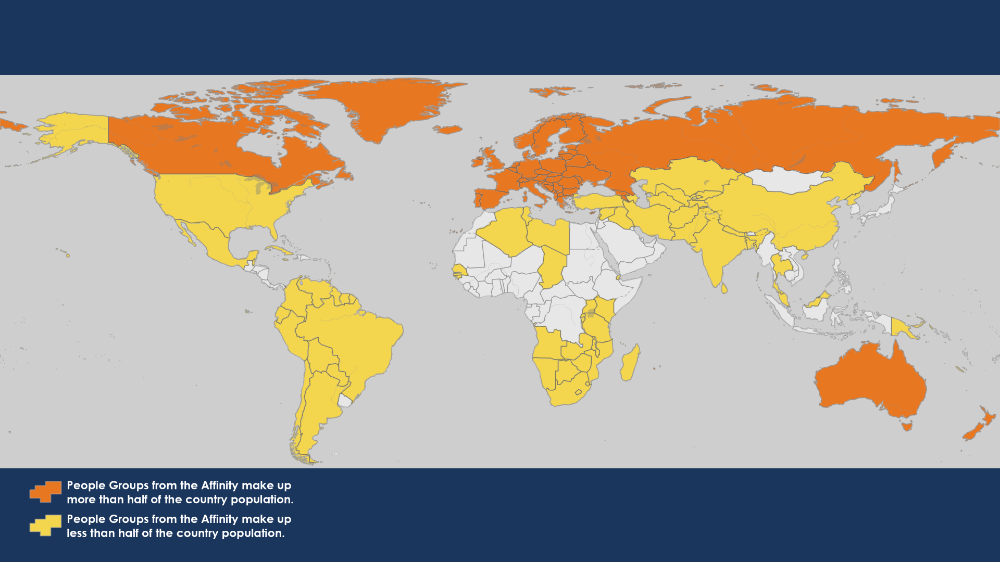 People Groups from the Affinity make up
more than half of the country population.
People Groups from the Affinity make up
less than half of the country population.